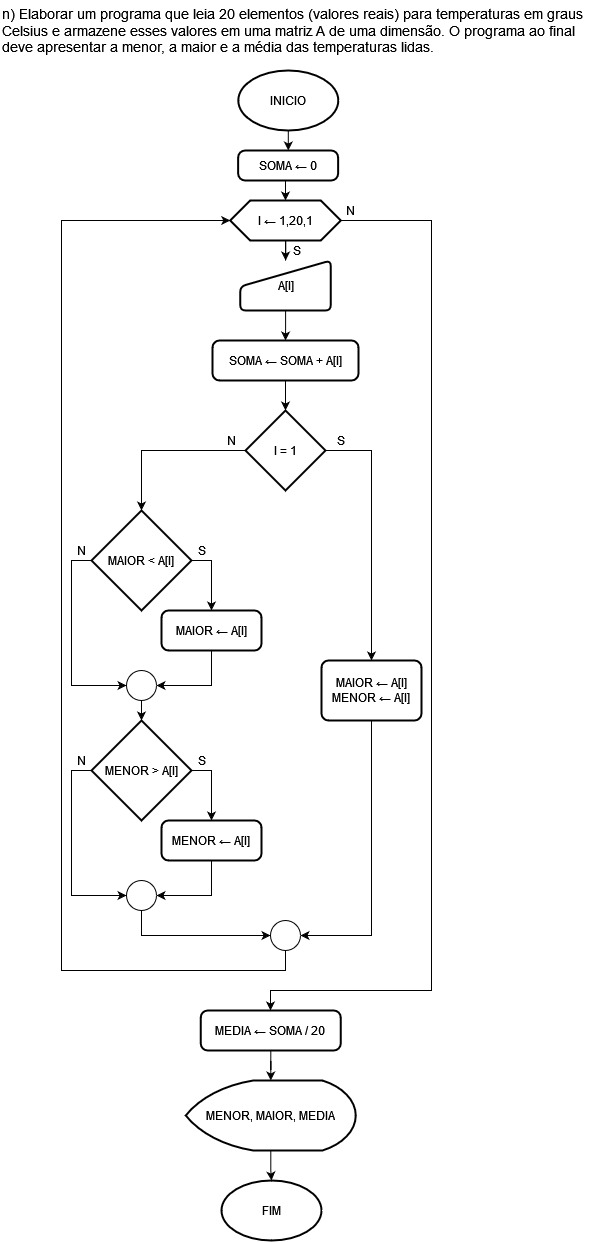 n) Elaborar um programa que leia 20 elementos (valores reais) para temperaturas em graus
Celsius e armazene esses valores em uma matriz A de uma dimensão. O programa ao final
deve apresentar a menor, a maior e a média das temperaturas lidas.
INICIO
SOMA ← 0
I ← 1,20,1
N
S
A[I]
SOMA ← SOMA + A[I]
I = 1
N
S
MAIOR < A[I]
N
S
MAIOR ← A[I]
MAIOR ← A[I]
MENOR ← A[I]
MENOR > A[I]
N
S
MENOR ← A[I]
MEDIA ← SOMA / 20
MENOR, MAIOR, MEDIA
FIM